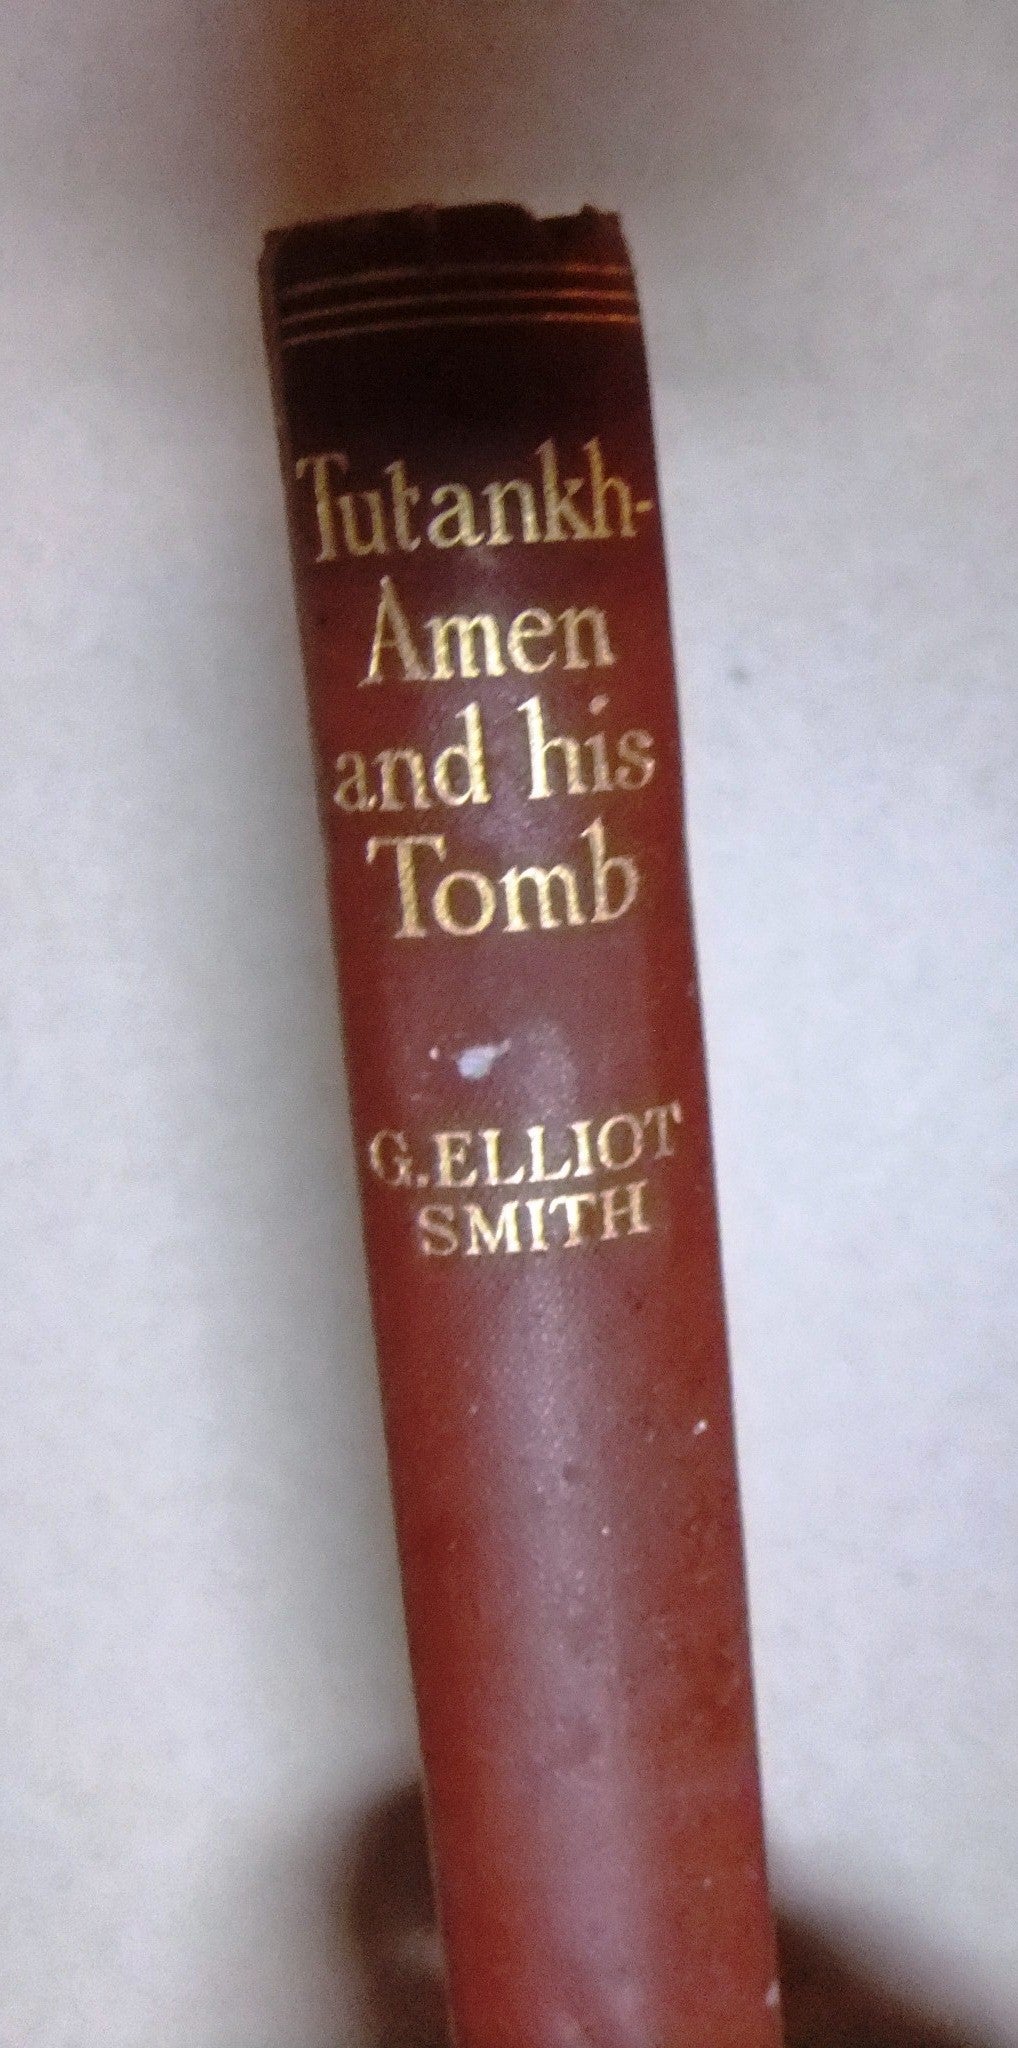 Tutankh-
Amen
and his
Tomb
G. ELLIOT
SMITH